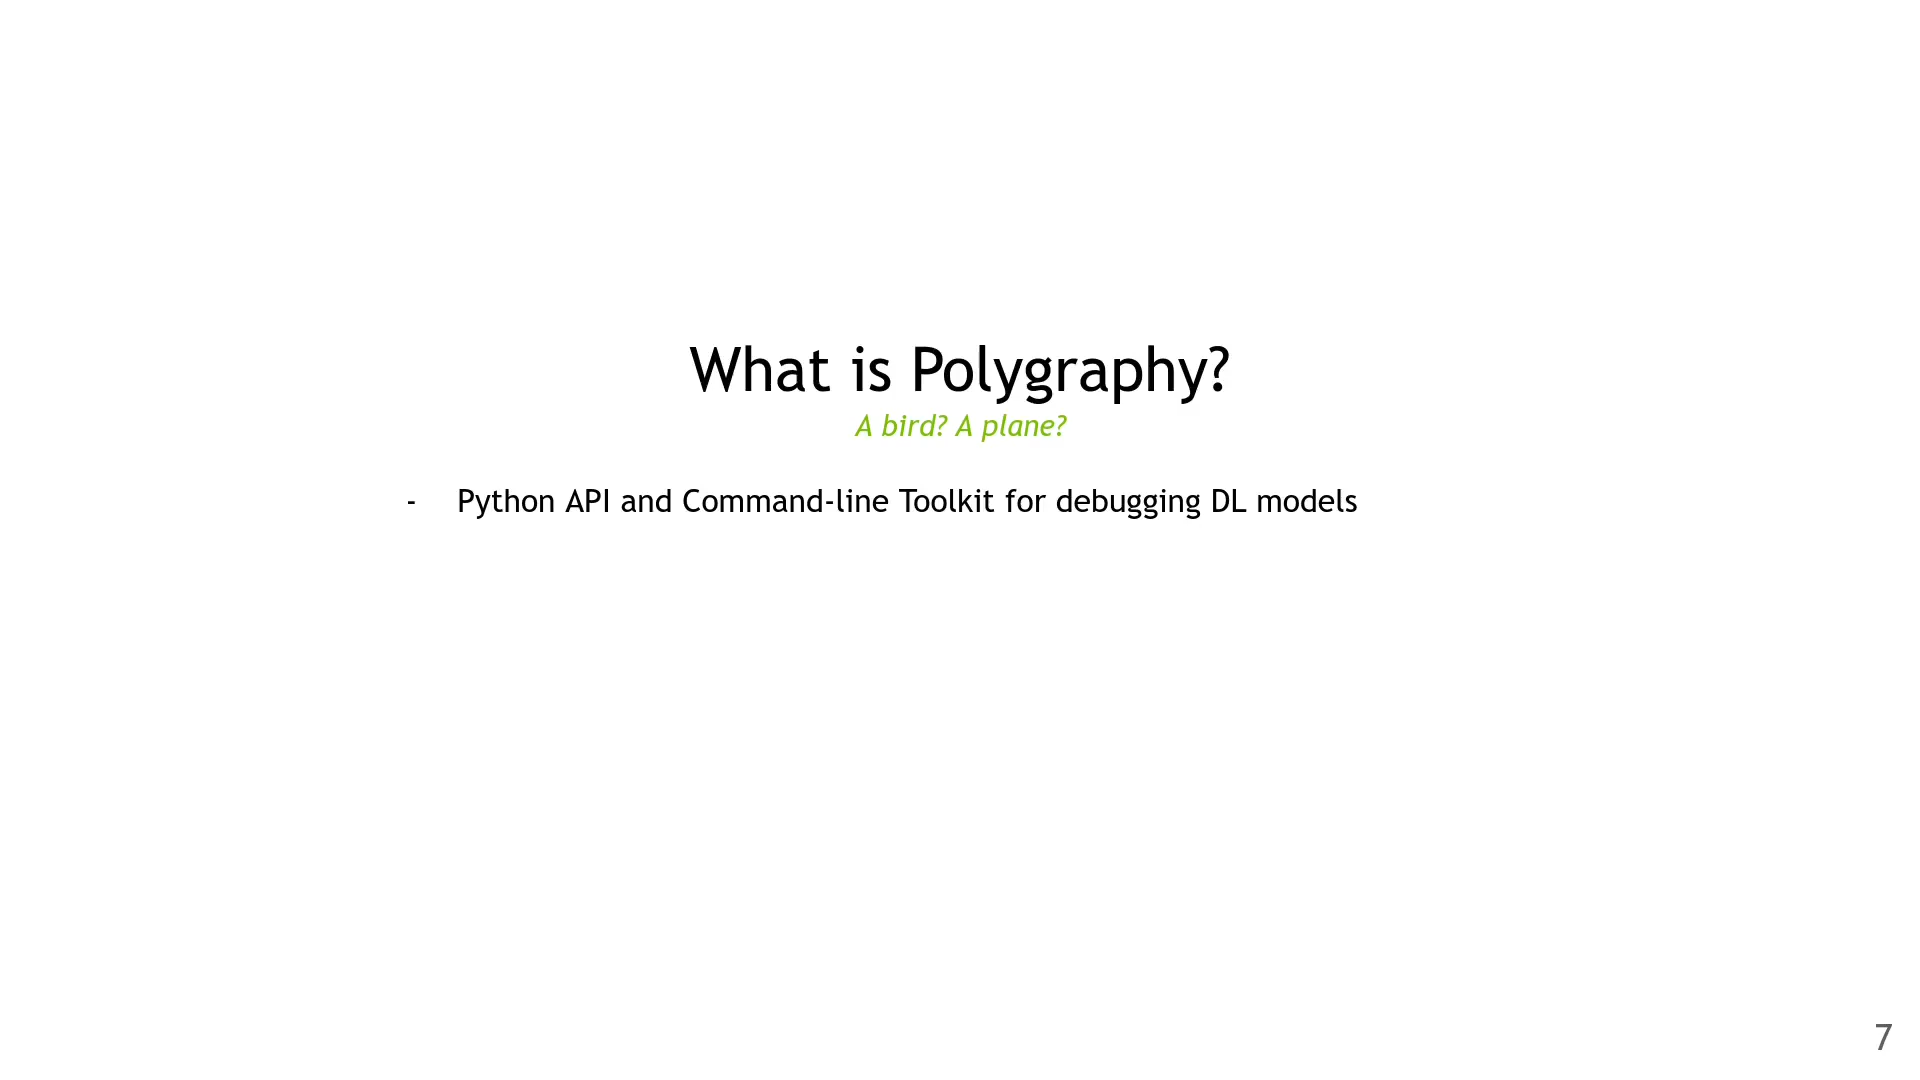 What is Polygraphy?
A bird? A plane?
- Python API and Command-line Toolkit for debugging DL models
7